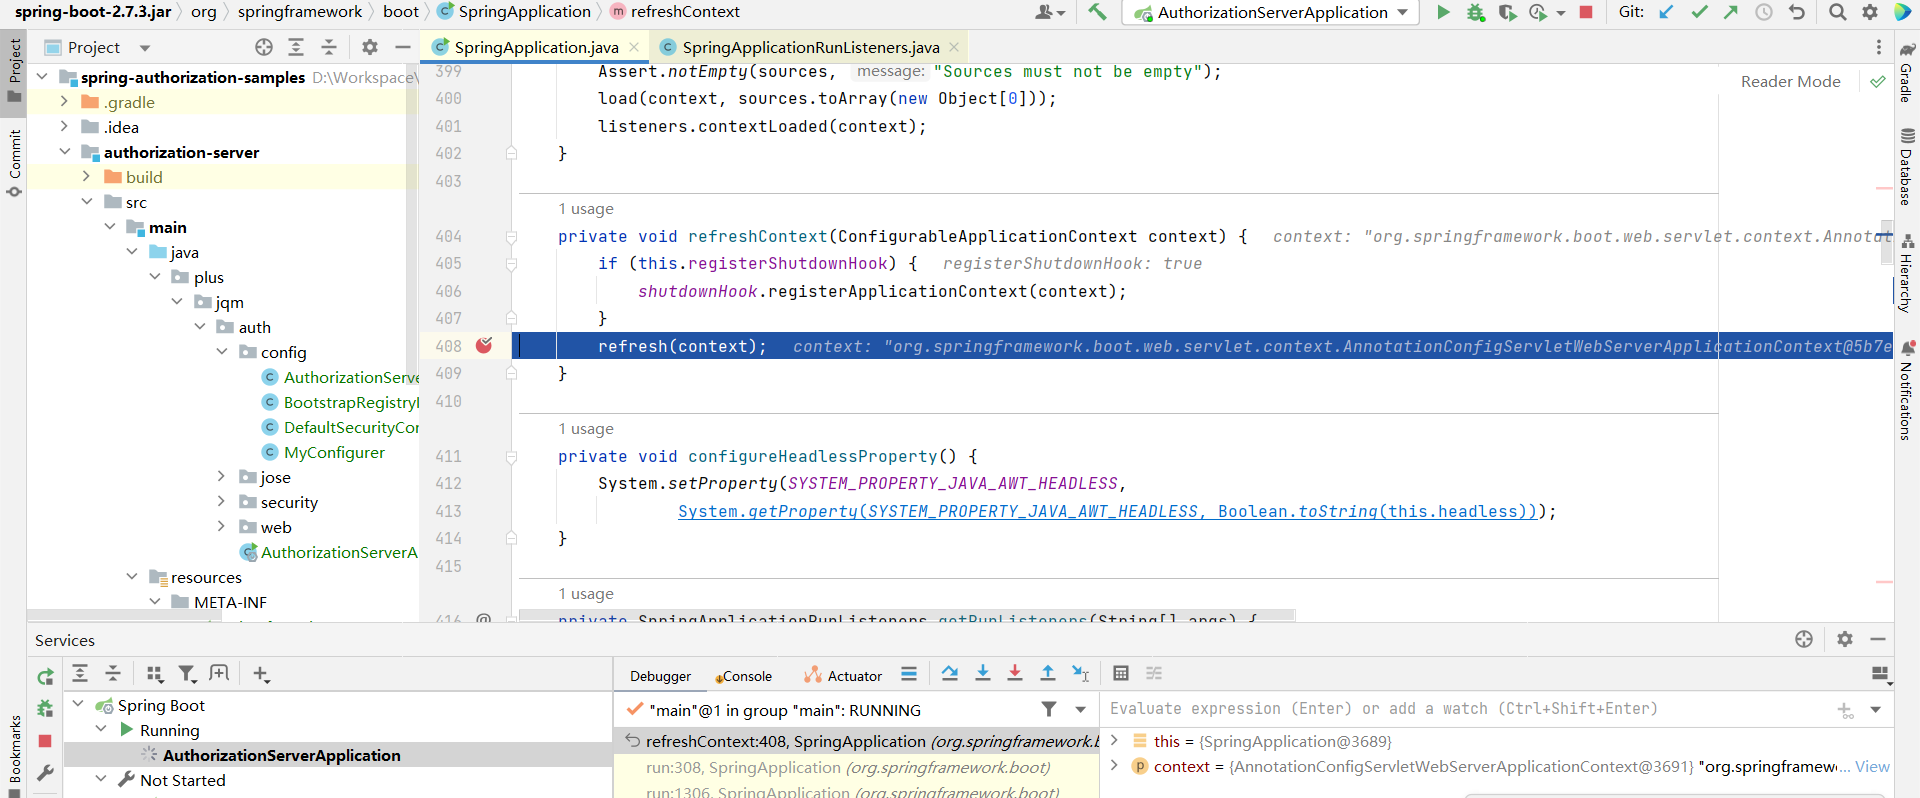 spring-boot-2.7.3.jar › org › springframework › boot › SpringApplication › refreshContext
AuthorizationServerApplication
Git:
Project
Commit
Bookmarks
Project
spring-authorization-samples D:\Workspace\
.gradle
.idea
authorization-server
build
src
main
java
plus
jqm
auth
config
AuthorizationServe
BootstrapRegistryI
DefaultSecurityCor
MyConfigurer
jose
security
web
AuthorizationServerA
resources
META-INF
SpringApplication.java
SpringApplicationRunListeners.java
Reader Mode
399 Assert.notEmpty(sources, message: "Sources must not be empty");
400 load(context, sources.toArray(new Object[0]));
401 listeners.contextLoaded(context);
402 }
403
1 usage
404 private void refreshContext(ConfigurableApplicationContext context) { context: "org.springframework.boot.web.servlet.context.Annotat
405 if (this.registerShutdownHook) { registerShutdownHook: true
406 shutdownHook.registerApplicationContext(context);
407 }
408 refresh(context); context: "org.springframework.boot.web.servlet.context.AnnotationConfigServletWebServerApplicationContext@5b7e
409 }
410
1 usage
411 private void configureHeadlessProperty() {
412 System.setProperty(SYSTEM_PROPERTY_JAVA_AWT_HEADLESS,
413 System.getProperty(SYSTEM_PROPERTY_JAVA_AWT_HEADLESS, Boolean.toString(this.headless)));
414 }
415
1 usage
416 @ private SpringApplicationRunListeners getRunListeners(String[] args) {
Gradle
Database
Hierarchy
Notifications
Services
Spring Boot
Running
AuthorizationServerApplication
Not Started
Debugger
Console
Actuator
"main"@1 in group "main": RUNNING
refreshContext:408, SpringApplication (org.springframework.b
run:308, SpringApplication (org.springframework.boot)
run:1306, SpringApplication (org.springframework.boot)
Evaluate expression (Enter) or add a watch (Ctrl+Shift+Enter)
this = {SpringApplication@3689}
context = {AnnotationConfigServletWebServerApplicationContext@3691} "org.springframew... View